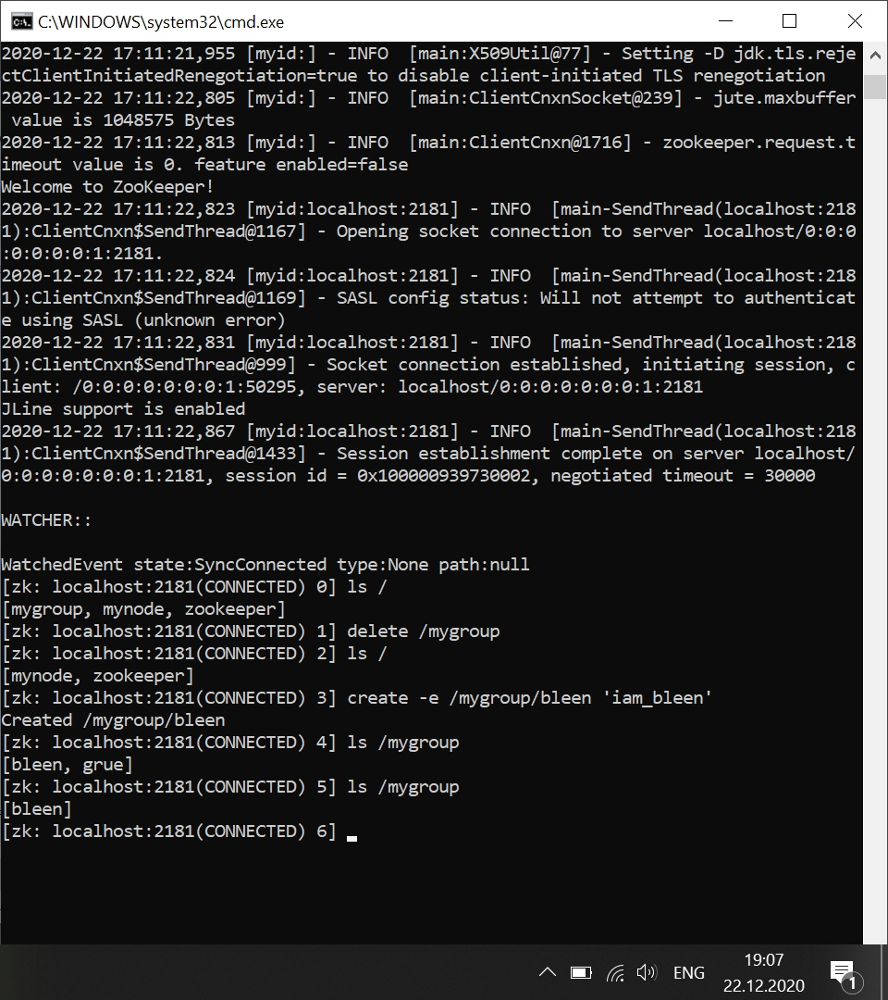 C:\WINDOWS\system32\cmd.exe
2020-12-22 17:11:21,955 [myid:] - INFO  [main:X509Util@77] - Setting -D jdk.tls.reje
ctClientInitiatedRenegotiation=true to disable client-initiated TLS renegotiation
2020-12-22 17:11:22,805 [myid:] - INFO  [main:ClientCnxnSocket@239] - jute.maxbuffer
 value is 1048575 Bytes
2020-12-22 17:11:22,813 [myid:] - INFO  [main:ClientCnxn@1716] - zookeeper.request.t
imeout value is 0. feature enabled=false
Welcome to ZooKeeper!
2020-12-22 17:11:22,823 [myid:localhost:2181] - INFO  [main-SendThread(localhost:218
1):ClientCnxn$SendThread@1167] - Opening socket connection to server localhost/0:0:0
:0:0:0:0:1:2181.
2020-12-22 17:11:22,824 [myid:localhost:2181] - INFO  [main-SendThread(localhost:218
1):ClientCnxn$SendThread@1169] - SASL config status: Will not attempt to authenticat
e using SASL (unknown error)
2020-12-22 17:11:22,831 [myid:localhost:2181] - INFO  [main-SendThread(localhost:218
1):ClientCnxn$SendThread@999] - Socket connection established, initiating session, c
lient: /0:0:0:0:0:0:0:1:50295, server: localhost/0:0:0:0:0:0:0:1:2181
JLine support is enabled
2020-12-22 17:11:22,867 [myid:localhost:2181] - INFO  [main-SendThread(localhost:218
1):ClientCnxn$SendThread@1433] - Session establishment complete on server localhost/
0:0:0:0:0:0:0:1:2181, session id = 0x100000939730002, negotiated timeout = 30000
WATCHER::
WatchedEvent state:SyncConnected type:None path:null
[zk: localhost:2181(CONNECTED) 0] ls /
[mygroup, mynode, zookeeper]
[zk: localhost:2181(CONNECTED) 1] delete /mygroup
[zk: localhost:2181(CONNECTED) 2] ls /
[mynode, zookeeper]
[zk: localhost:2181(CONNECTED) 3] create -e /mygroup/bleen 'iam_bleen'
Created /mygroup/bleen
[zk: localhost:2181(CONNECTED) 4] ls /mygroup
[bleen, grue]
[zk: localhost:2181(CONNECTED) 5] ls /mygroup
[bleen]
[zk: localhost:2181(CONNECTED) 6]
ENG
19:07
22.12.2020
1